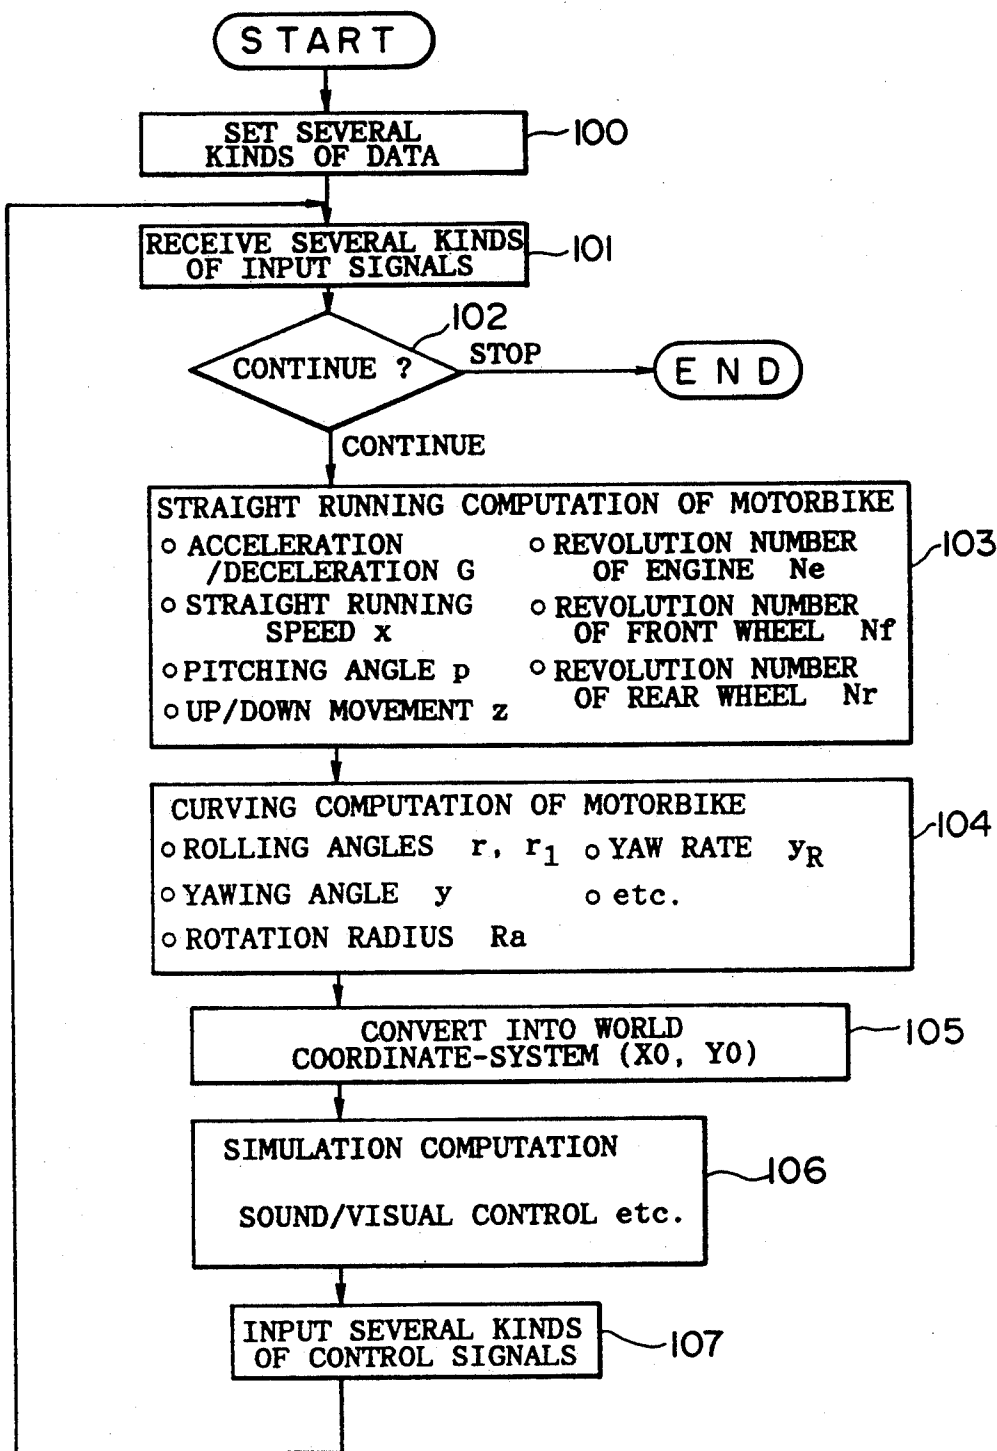 START
SET SEVERAL
KINDS OF DATA
100
RECEIVE SEVERAL KINDS
OF INPUT SIGNALS
101
102
CONTINUE ?
STOP
END
CONTINUE
STRAIGHT RUNNING COMPUTATION OF MOTORBIKE
103
○ ACCELERATION
/DECELERATION G
○ STRAIGHT RUNNING
SPEED x
○ PITCHING ANGLE p
○ UP/DOWN MOVEMENT z
○ REVOLUTION NUMBER
OF ENGINE Ne
○ REVOLUTION NUMBER
OF FRONT WHEEL Nf
○ REVOLUTION NUMBER
OF REAR WHEEL Nr
CURVING COMPUTATION OF MOTORBIKE
104
○ ROLLING ANGLES r, r1
○ YAWING ANGLE y
○ ROTATION RADIUS Ra
○ YAW RATE yR
○ etc.
CONVERT INTO WORLD
COORDINATE-SYSTEM (X0, Y0)
105
SIMULATION COMPUTATION
SOUND/VISUAL CONTROL etc.
106
INPUT SEVERAL KINDS
OF CONTROL SIGNALS
107